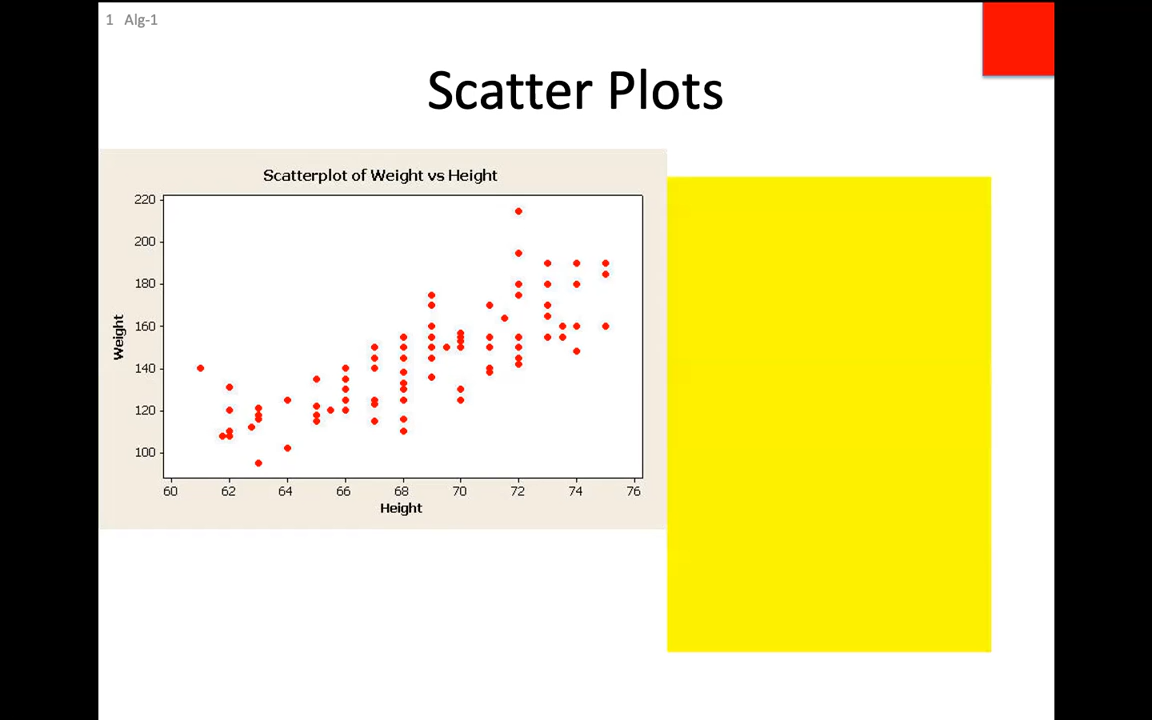 1 Alg-1
Scatter Plots
Scatterplot of Weight vs Height
220
200
180
160
140
120
100
Weight
60 62 64 66 68 70 72 74 76
Height